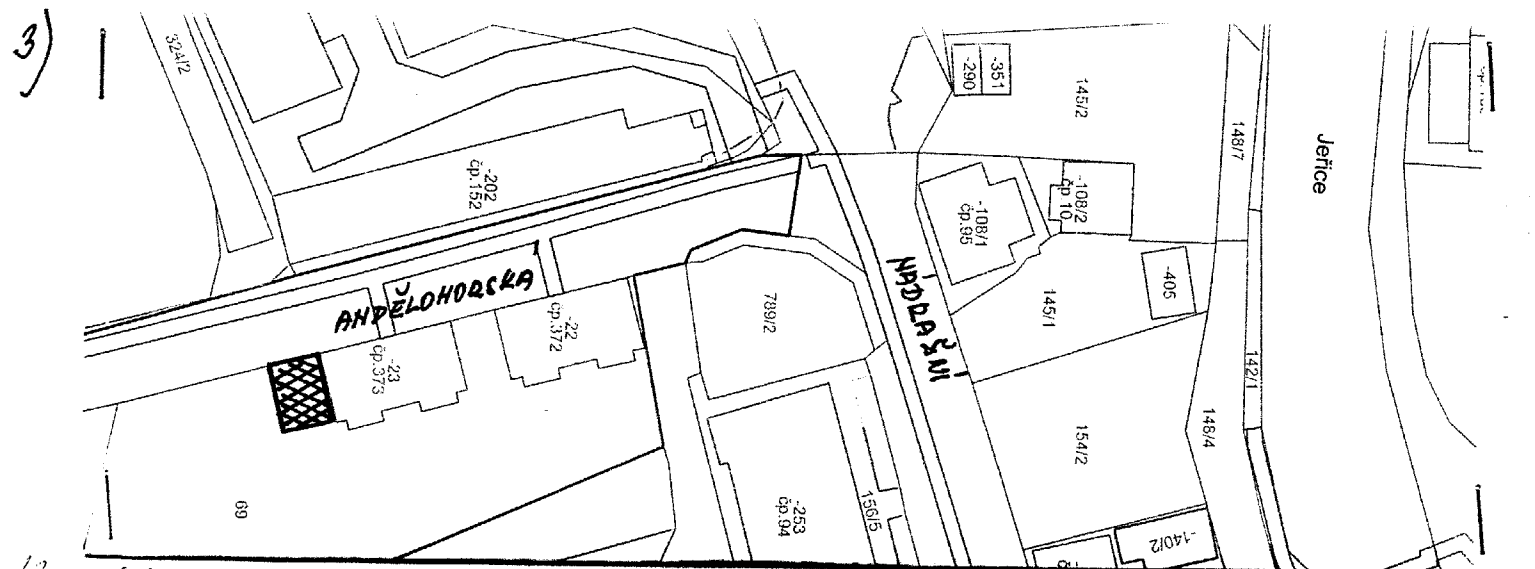 3)
324/2
-202
čp.152
-290
-351
145/2
148/7
Jeřice
-108/1
čp.95
-108/2
čp 10
-405
145/1
142/1
ANDĚLOHORSKA
NÁDRAŠNÍ
-22
čp.372
-23
čp.373
789/2
154/2
148/4
69
-253
čp.94
156/5
-140/2